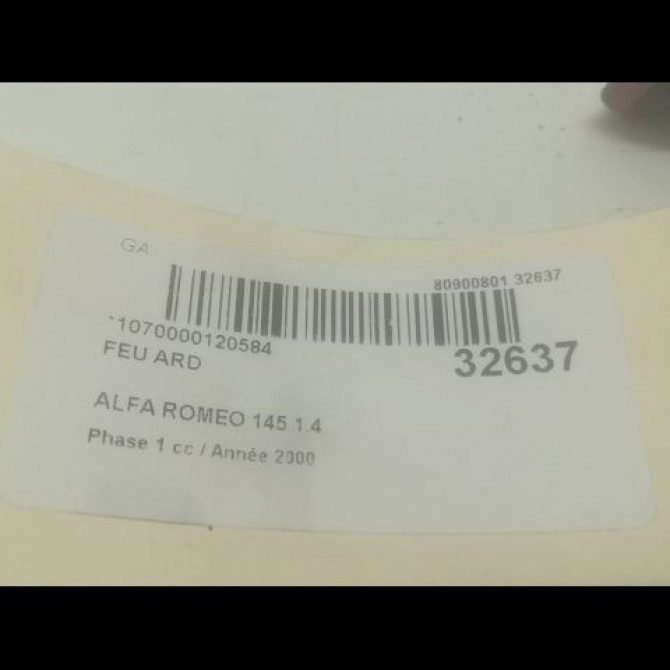 GA
80900801 32637
*1070000120584
32637
FEU ARD
ALFA ROMEO 145 1.4
Phase 1 cc / Année 2000